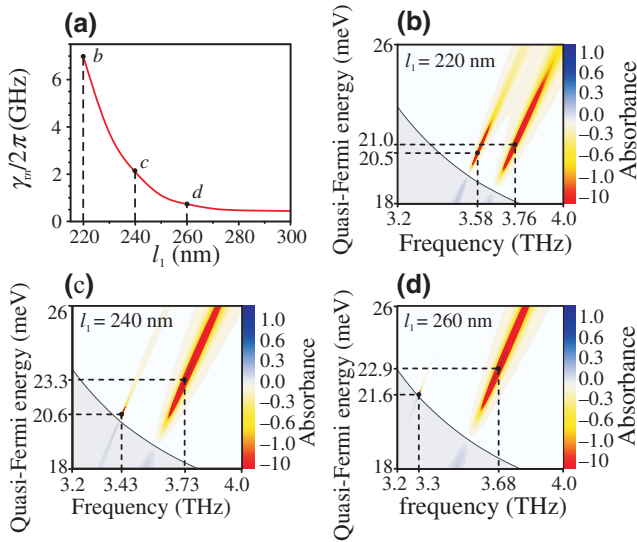 (a)
γm/2π (GHz)
6
4
2
0
b
c
d
220 240 260 280 300
l₁ (nm)
(b)
Quasi-Fermi energy (meV)
26
21.0
20.5
18
l₁ = 220 nm
3.2 3.58 3.76 4.0
Frequency (THz)
1.0
0.6
0.3
0.0
−0.3
−0.6
−1.0
−10
Absorbance
(c)
Quasi-Fermi energy (meV)
26
23.3
20.6
18
l₁ = 240 nm
3.2 3.43 3.73 4.0
Frequency (THz)
1.0
0.6
0.3
0.0
−0.3
−0.6
−1.0
−10
Absorbance
(d)
Quasi-Fermi energy (meV)
26
22.9
21.6
18
l₁ = 260 nm
3.2 3.3 3.68 4.0
frequency (THz)
1.0
0.6
0.3
0.0
−0.3
−0.6
−1.0
−10
Absorbance